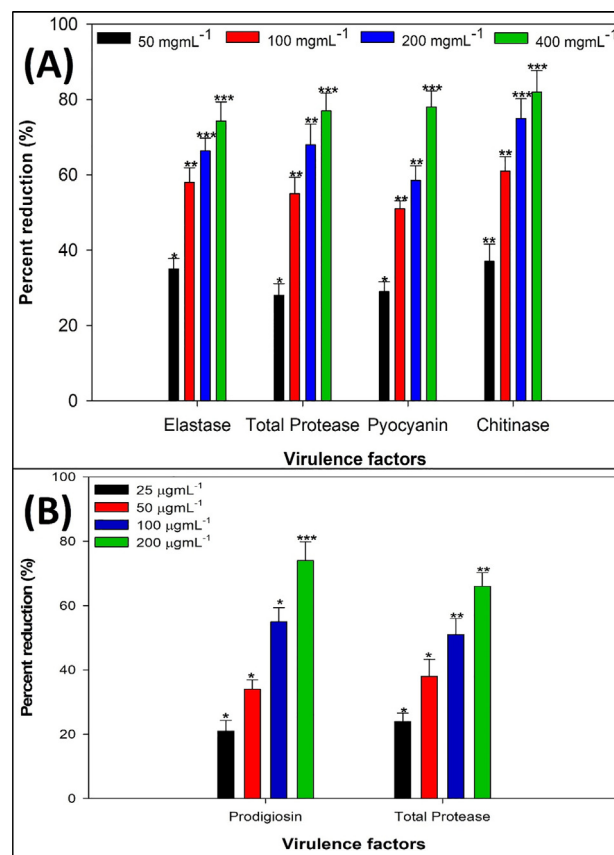 (A)
50 mgmL⁻¹ 100 mgmL⁻¹ 200 mgmL⁻¹ 400 mgmL⁻¹
Percent reduction (%)
100
80
60
40
20
0
* ** *** ***
* ** ** ***
* ** ** ***
** ** *** ***
Elastase Total Protease Pyocyanin Chitinase
Virulence factors
(B)
25 µgmL⁻¹
50 µgmL⁻¹
100 µgmL⁻¹
200 µgmL⁻¹
Percent reduction (%)
100
80
60
40
20
0
* * * ***
* * ** **
Prodigiosin Total Protease
Virulence factors